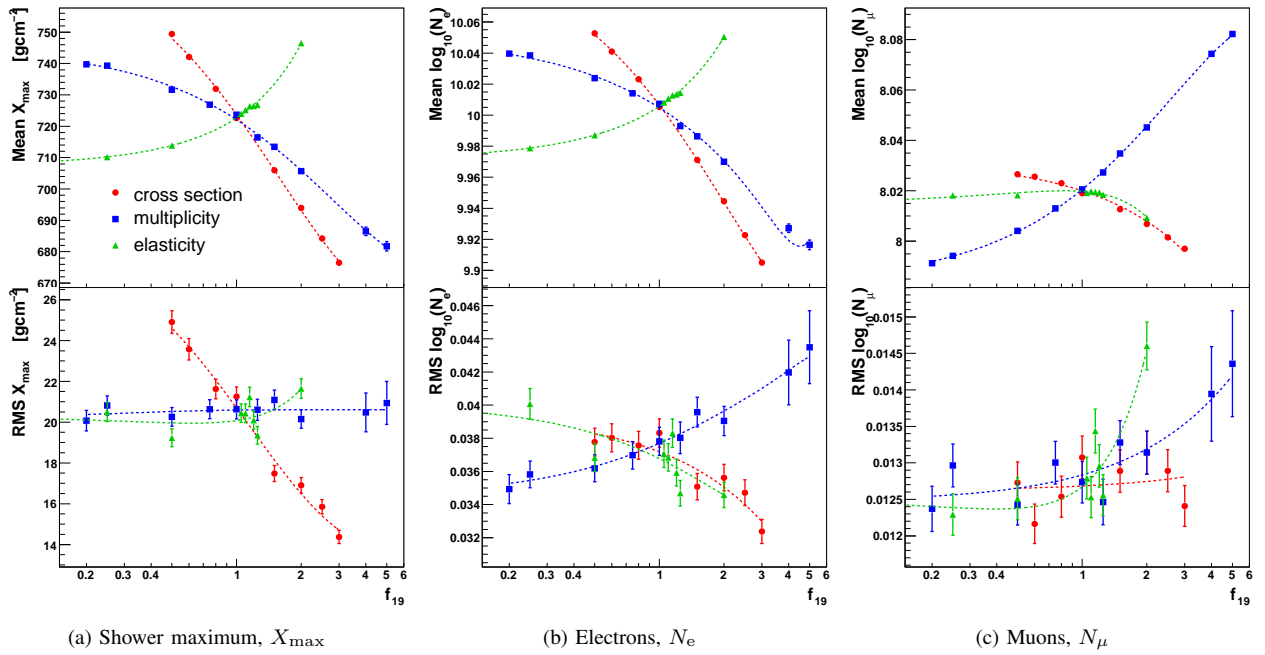 Mean X_max [gcm⁻²]
750
740
730
720
710
700
690
680
670
cross section
multiplicity
elasticity
RMS X_max [gcm⁻²]
26
24
22
20
18
16
14
0.2 0.3 0.4 1 2 3 4 5 6
f_19
(a) Shower maximum, X_max
Mean log_10(N_e)
10.06
10.04
10.02
10
9.98
9.96
9.94
9.92
9.9
RMS log_10(N_e)
0.046
0.044
0.042
0.04
0.038
0.036
0.034
0.032
0.2 0.3 0.4 1 2 3 4 5 6
f_19
(b) Electrons, N_e
Mean log_10(N_μ)
8.08
8.06
8.04
8.02
8
RMS log_10(N_μ)
0.015
0.0145
0.014
0.0135
0.013
0.0125
0.012
0.2 0.3 0.4 1 2 3 4 5 6
f_19
(c) Muons, N_μ